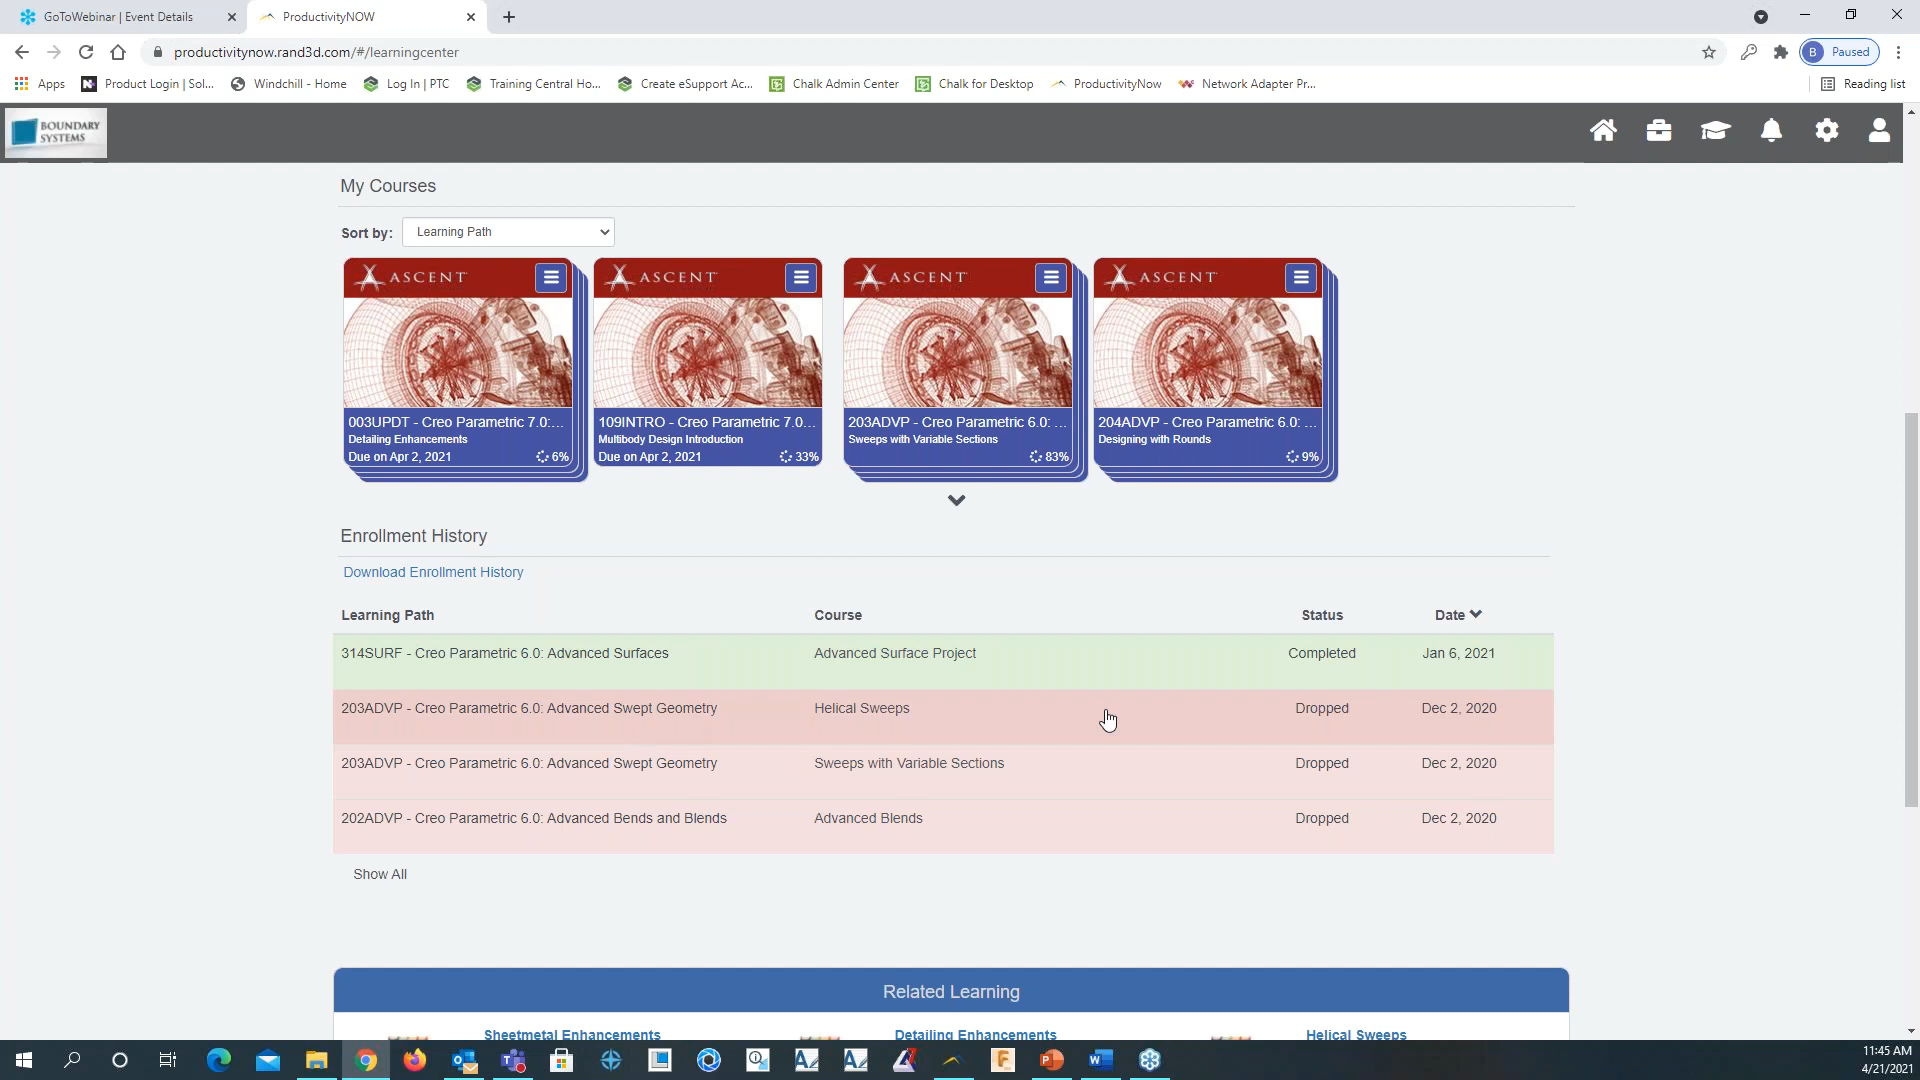 GoToWebinar | Event Details
ProductivityNOW
productivitynow.rand3d.com/#/learningcenter
B Paused
Apps
Product Login | Sol...
Windchill - Home
Log In | PTC
Training Central Ho...
Create eSupport Ac...
Chalk Admin Center
Chalk for Desktop
ProductivityNow
Network Adapter Pr...
Reading list
BOUNDARY
SYSTEMS
My Courses
Sort by: Learning Path
ASCENT
003UPDT - Creo Parametric 7.0:...
Detailing Enhancements
Due on Apr 2, 2021 6%
ASCENT
109INTRO - Creo Parametric 7.0...
Multibody Design Introduction
Due on Apr 2, 2021 33%
ASCENT
203ADVP - Creo Parametric 6.0: ...
Sweeps with Variable Sections
83%
ASCENT
204ADVP - Creo Parametric 6.0: ...
Designing with Rounds
9%
Enrollment History
Download Enrollment History
Learning Path Course Status Date
314SURF - Creo Parametric 6.0: Advanced Surfaces Advanced Surface Project Completed Jan 6, 2021
203ADVP - Creo Parametric 6.0: Advanced Swept Geometry Helical Sweeps Dropped Dec 2, 2020
203ADVP - Creo Parametric 6.0: Advanced Swept Geometry Sweeps with Variable Sections Dropped Dec 2, 2020
202ADVP - Creo Parametric 6.0: Advanced Bends and Blends Advanced Blends Dropped Dec 2, 2020
Show All
Related Learning
Sheetmetal Enhancements
Detailing Enhancements
Helical Sweeps
11:45 AM
4/21/2021